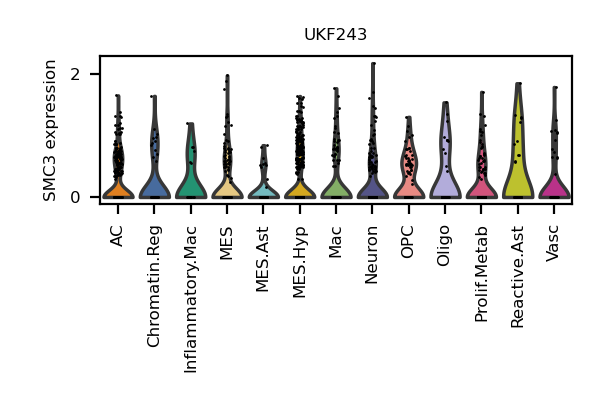 UKF243
SMC3 expression
2
0
AC
Chromatin.Reg
Inflammatory.Mac
MES
MES.Ast
MES.Hyp
Mac
Neuron
OPC
Oligo
Prolif.Metab
Reactive.Ast
Vasc